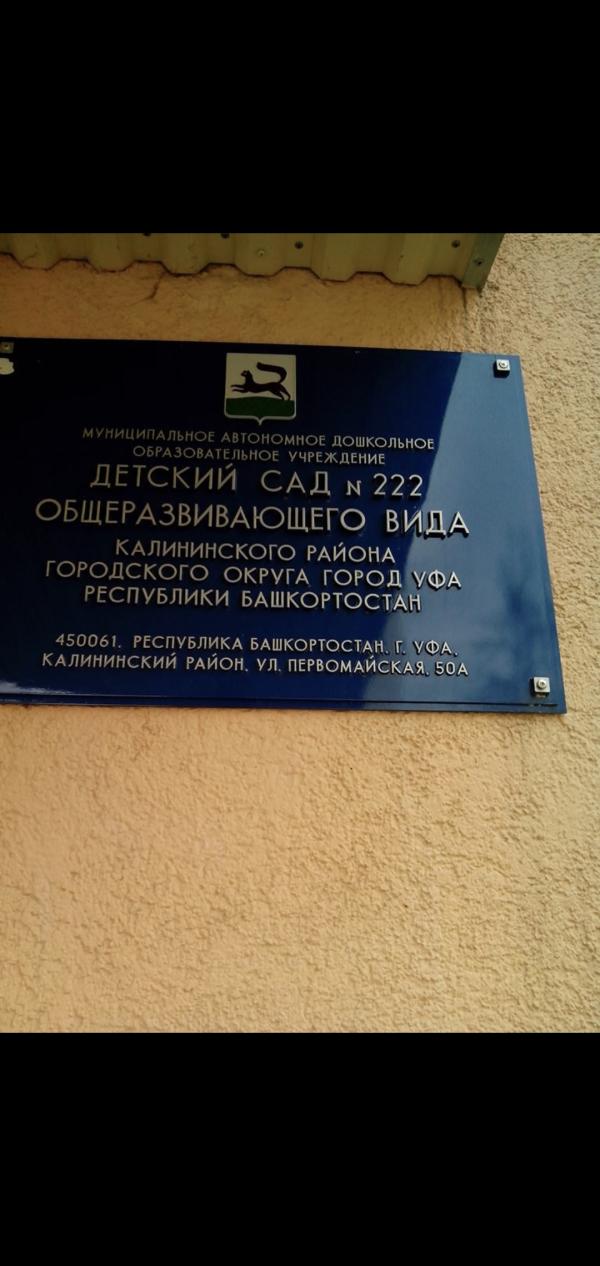 МУНИЦИПАЛЬНОЕ АВТОНОМНОЕ ДОШКОЛЬНОЕ
ОБРАЗОВАТЕЛЬНОЕ УЧРЕЖДЕНИЕ
ДЕТСКИЙ САД N 222
ОБЩЕРАЗВИВАЮЩЕГО ВИДА
КАЛИНИНСКОГО РАЙОНА
ГОРОДСКОГО ОКРУГА ГОРОД УФА
РЕСПУБЛИКИ БАШКОРТОСТАН
450061. РЕСПУБЛИКА БАШКОРТОСТАН. Г. УФА.
КАЛИНИНСКИЙ РАЙОН. УЛ. ПЕРВОМАЙСКАЯ. 50А